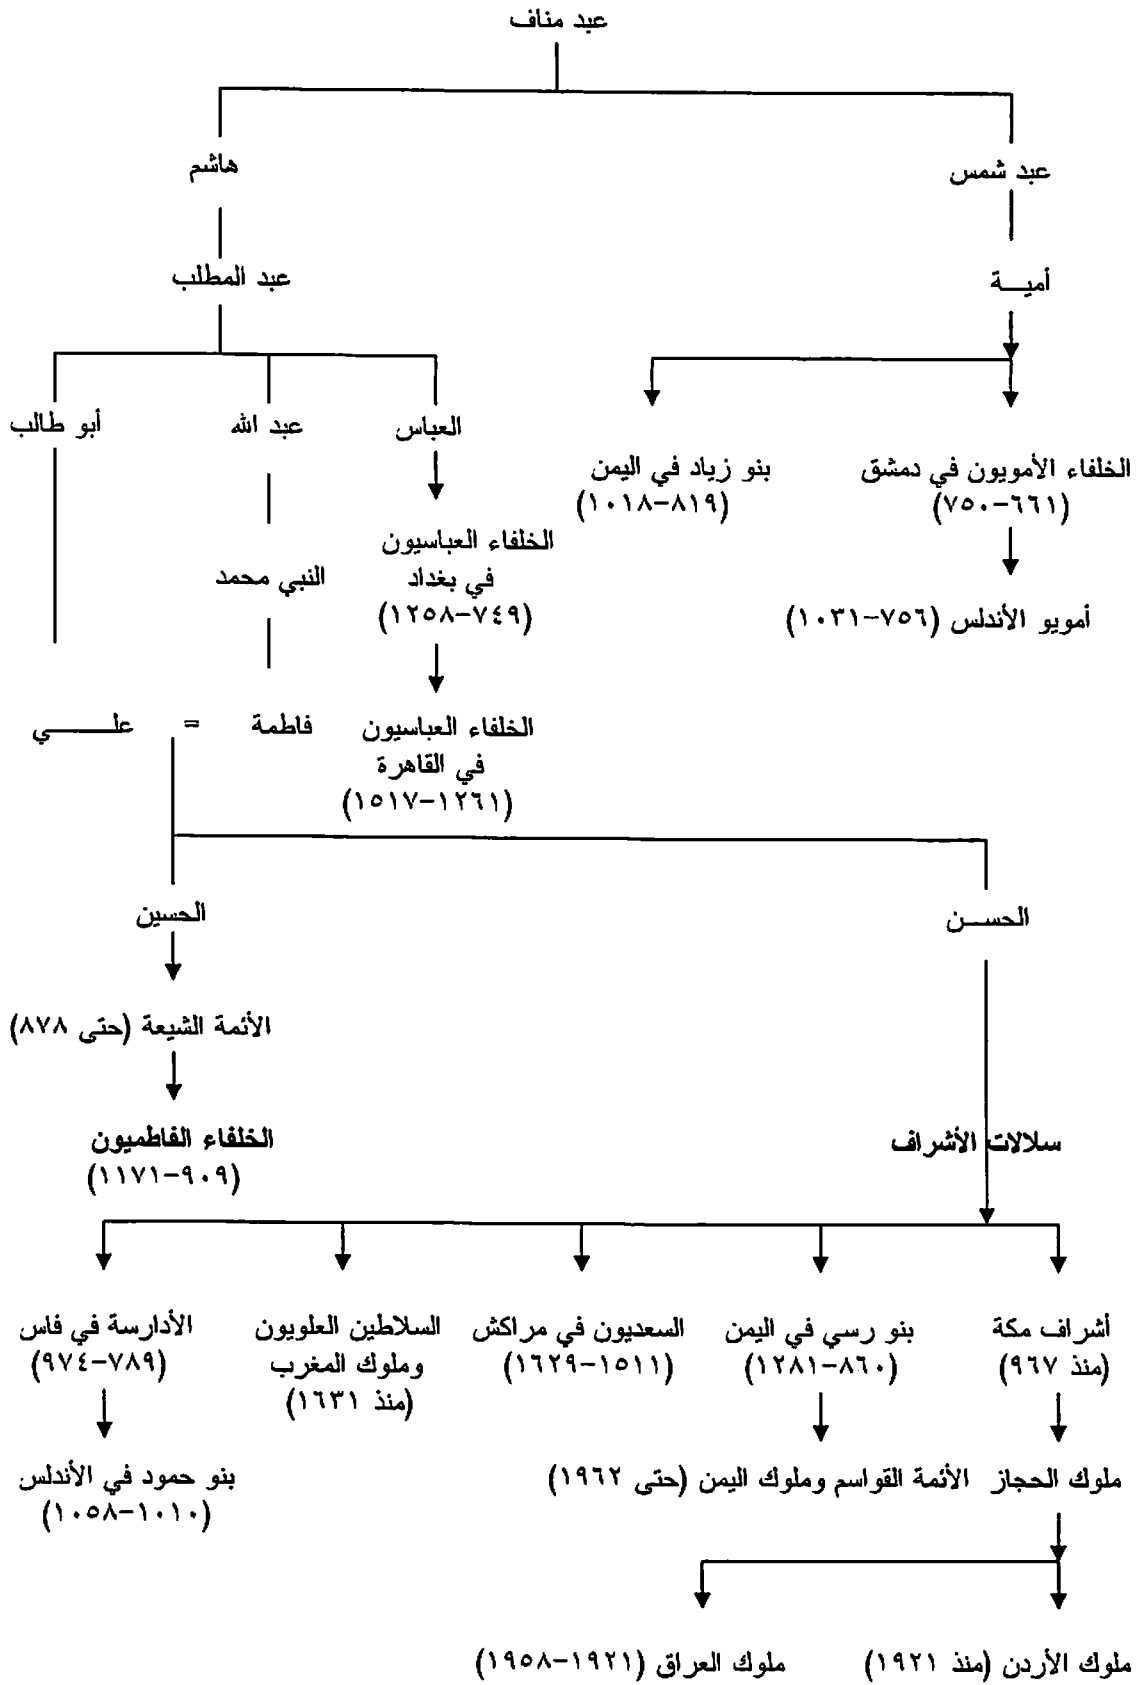 عبد مناف
عبد شمس
هاشم
أميـــة
عبد المطلب
العباس
عبد الله
أبو طالب
الخلفاء الأمويون في دمشق
(٦٦١–٧٥٠)
بنو زياد في اليمن
(٨١٩–١٠١٨)
الخلفاء العباسيون
في بغداد
(٧٤٩–١٢٥٨)
النبي محمد
أمويو الأندلس (٧٥٦–١٠٣١)
الخلفاء العباسيون
في القاهرة
(١٢٦١–١٥١٧)
فاطمة = علـــــي
الحســـن
الحسين
الأئمة الشيعة (حتى ٨٧٨)
الخلفاء الفاطميون
(٩٠٩–١١٧١)
سلالات الأشراف
أشراف مكة
(منذ ٩٦٧)
بنو رسي في اليمن
(٨٦٠–١٢٨١)
السعديون في مراكش
(١٥١١–١٦٢٩)
السلاطين العلويون
وملوك المغرب
(منذ ١٦٣١)
الأدارسة في فاس
(٧٨٩–٩٧٤)
ملوك الحجاز
الأئمة القواسم وملوك اليمن (حتى ١٩٦٢)
بنو حمود في الأندلس
(١٠١٠–١٠٥٨)
ملوك الأردن (منذ ١٩٢١)
ملوك العراق (١٩٢١–١٩٥٨)